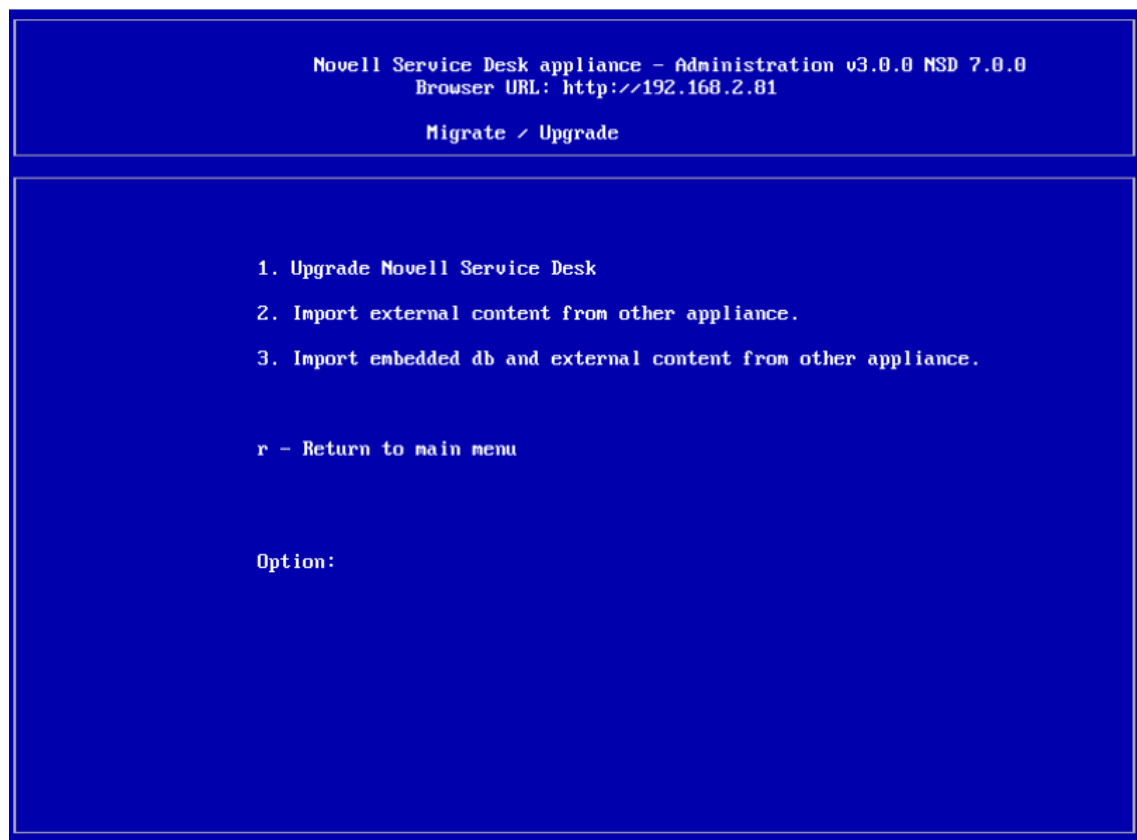 Novell Service Desk appliance - Administration v3.0.0 NSD 7.0.0
Browser URL: http://192.168.2.81
Migrate / Upgrade
1. Upgrade Novell Service Desk
2. Import external content from other appliance.
3. Import embedded db and external content from other appliance.
r - Return to main menu
Option: